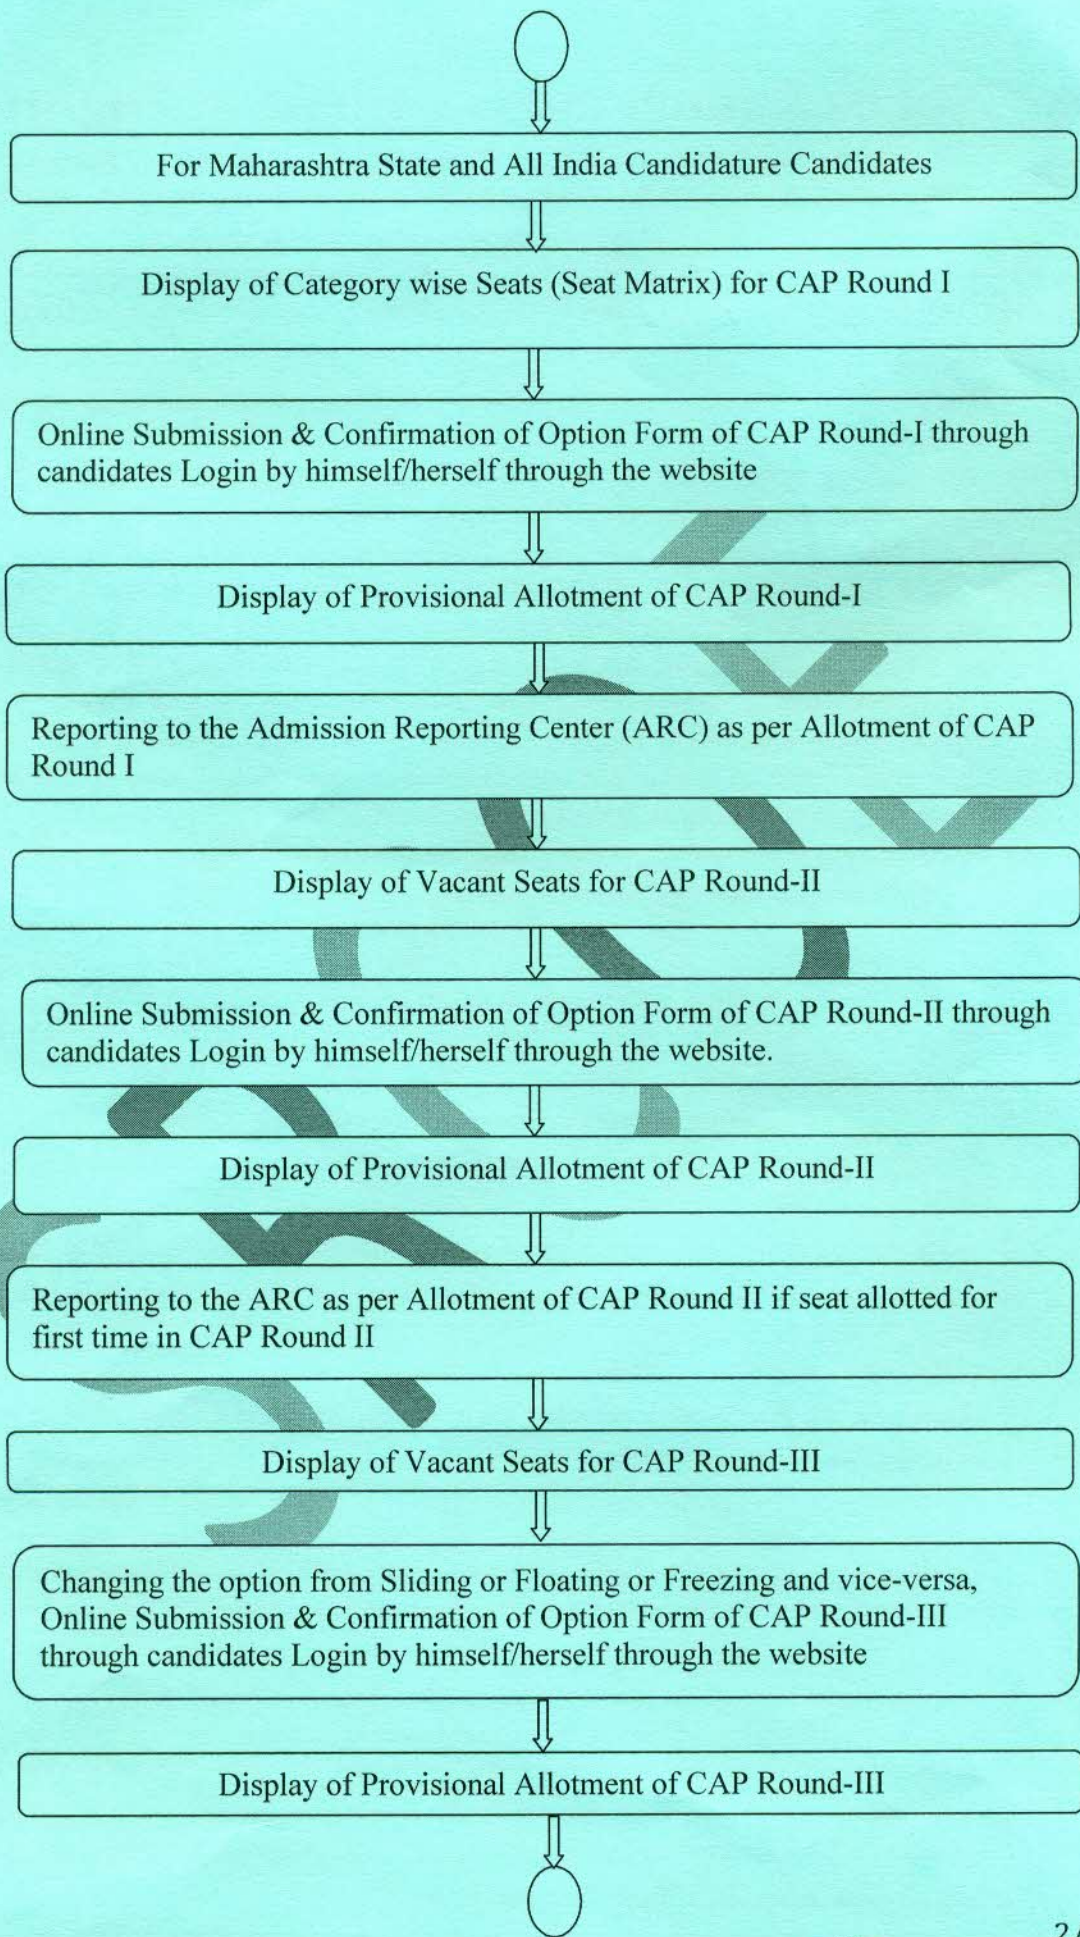 For Maharashtra State and All India Candidature Candidates
Display of Category wise Seats (Seat Matrix) for CAP Round I
Online Submission & Confirmation of Option Form of CAP Round-I through
candidates Login by himself/herself through the website
Display of Provisional Allotment of CAP Round-I
Reporting to the Admission Reporting Center (ARC) as per Allotment of CAP
Round I
Display of Vacant Seats for CAP Round-II
Online Submission & Confirmation of Option Form of CAP Round-II through
candidates Login by himself/herself through the website.
Display of Provisional Allotment of CAP Round-II
Reporting to the ARC as per Allotment of CAP Round II if seat allotted for
first time in CAP Round II
Display of Vacant Seats for CAP Round-III
Changing the option from Sliding or Floating or Freezing and vice-versa,
Online Submission & Confirmation of Option Form of CAP Round-III
through candidates Login by himself/herself through the website
Display of Provisional Allotment of CAP Round-III